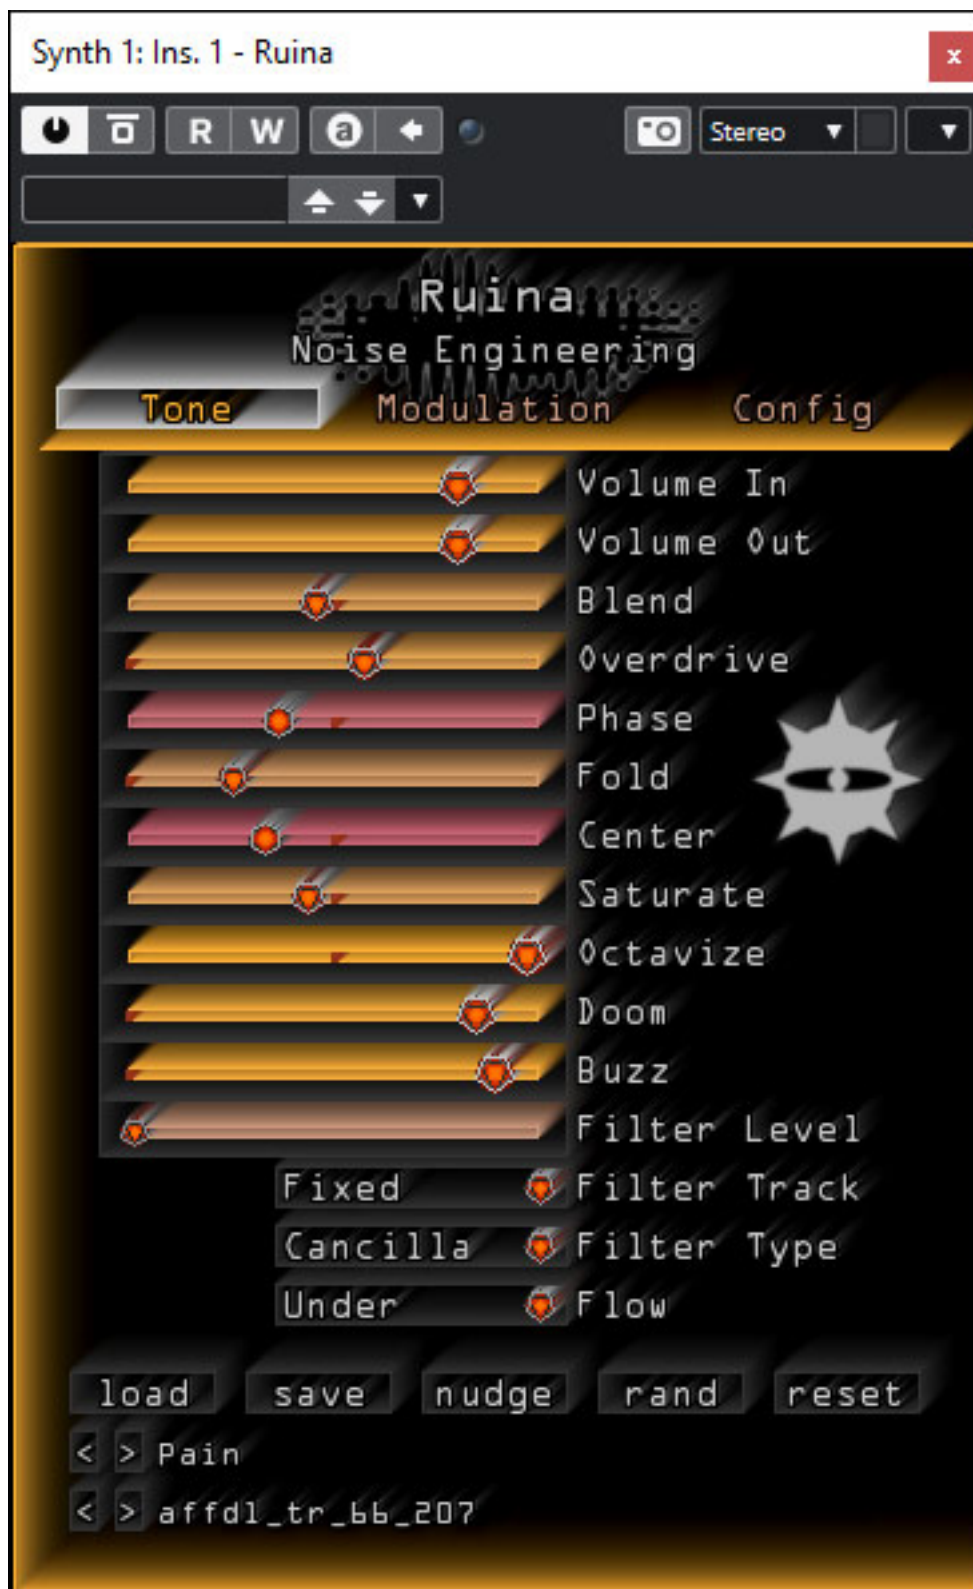 Synth 1: Ins. 1 - Ruina
x
R W a Stereo
Ruina
Noise Engineering
Tone Modulation Config
Volume In
Volume Out
Blend
Overdrive
Phase
Fold
Center
Saturate
Octavize
Doom
Buzz
Filter Level
Fixed Filter Track
Cancilla Filter Type
Under Flow
load save nudge rand reset
< > Pain
< > affdl_tr_bb_207